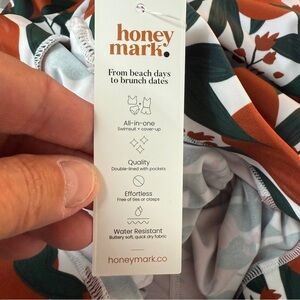 honey
mark.
From beach days
to brunch dates
All-in-one
Swimsuit + cover-up
Quality
Double-lined with pockets
Effortless
Free of ties or clasps
Water Resistant
Buttery soft, quick dry fabric
honeymark.co